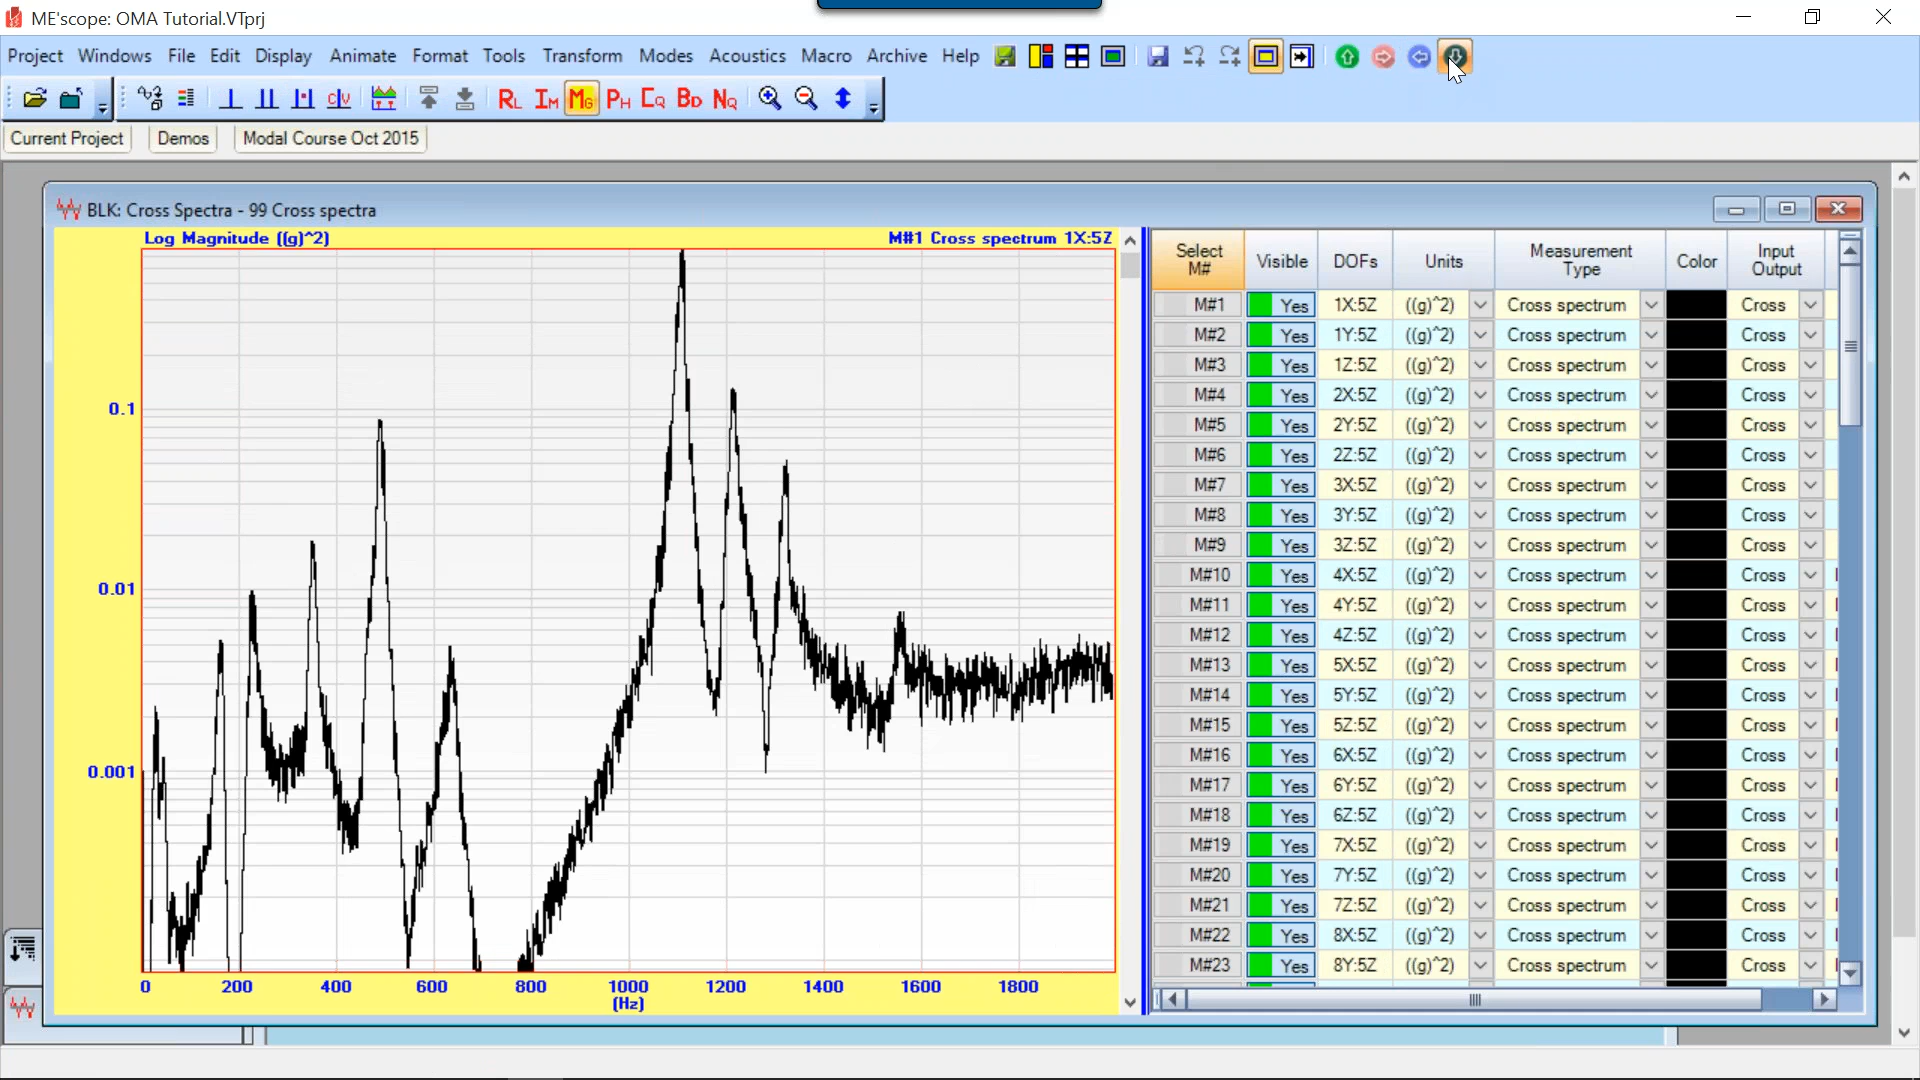 ME'scope: OMA Tutorial.VTprj
Project Windows File Edit Display Animate Format Tools Transform Modes Acoustics Macro Archive Help
RL IM MG PH CQ BD NQ
Current Project Demos Modal Course Oct 2015
BLK: Cross Spectra - 99 Cross spectra
Log Magnitude ((g)^2) M#1 Cross spectrum 1X:5Z
0.1
0.01
0.001
0 200 400 600 800 1000 1200 1400 1600 1800
(Hz)
Select M# Visible DOFs Units Measurement Type Color Input Output
M#1 Yes 1X:5Z ((g)^2) Cross spectrum Cross
M#2 Yes 1Y:5Z ((g)^2) Cross spectrum Cross
M#3 Yes 1Z:5Z ((g)^2) Cross spectrum Cross
M#4 Yes 2X:5Z ((g)^2) Cross spectrum Cross
M#5 Yes 2Y:5Z ((g)^2) Cross spectrum Cross
M#6 Yes 2Z:5Z ((g)^2) Cross spectrum Cross
M#7 Yes 3X:5Z ((g)^2) Cross spectrum Cross
M#8 Yes 3Y:5Z ((g)^2) Cross spectrum Cross
M#9 Yes 3Z:5Z ((g)^2) Cross spectrum Cross
M#10 Yes 4X:5Z ((g)^2) Cross spectrum Cross
M#11 Yes 4Y:5Z ((g)^2) Cross spectrum Cross
M#12 Yes 4Z:5Z ((g)^2) Cross spectrum Cross
M#13 Yes 5X:5Z ((g)^2) Cross spectrum Cross
M#14 Yes 5Y:5Z ((g)^2) Cross spectrum Cross
M#15 Yes 5Z:5Z ((g)^2) Cross spectrum Cross
M#16 Yes 6X:5Z ((g)^2) Cross spectrum Cross
M#17 Yes 6Y:5Z ((g)^2) Cross spectrum Cross
M#18 Yes 6Z:5Z ((g)^2) Cross spectrum Cross
M#19 Yes 7X:5Z ((g)^2) Cross spectrum Cross
M#20 Yes 7Y:5Z ((g)^2) Cross spectrum Cross
M#21 Yes 7Z:5Z ((g)^2) Cross spectrum Cross
M#22 Yes 8X:5Z ((g)^2) Cross spectrum Cross
M#23 Yes 8Y:5Z ((g)^2) Cross spectrum Cross